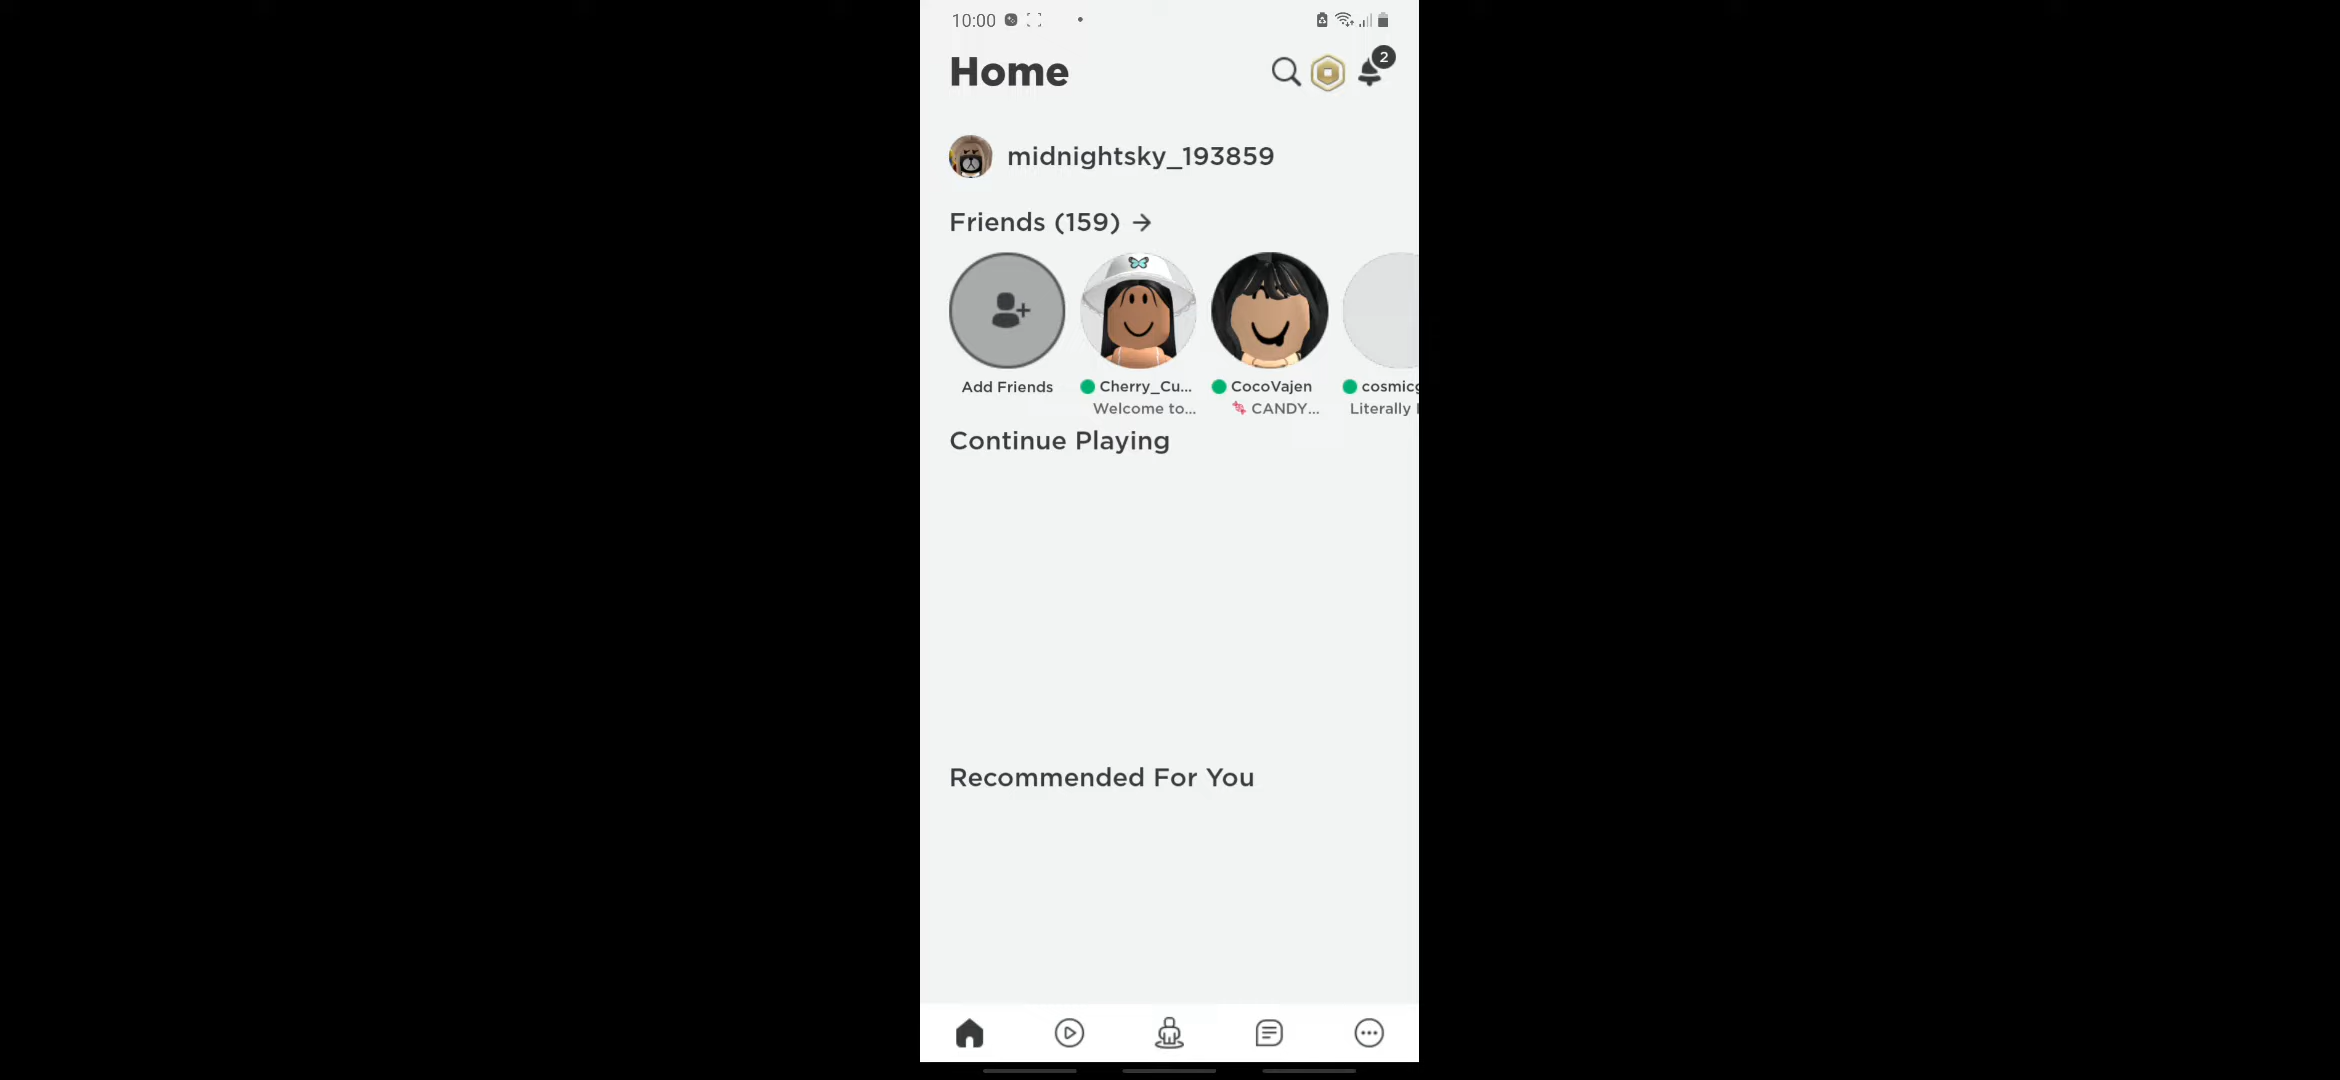 10:00
Home
2
midnightsky_193859
Friends (159)
Add Friends
Cherry_Cu...
CocoVajen
cosmicg
Welcome to...
CANDY...
Literally
Continue Playing
Recommended For You